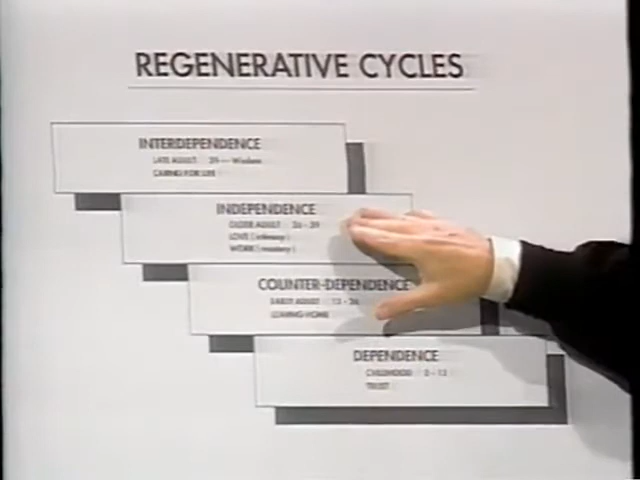 REGENERATIVE CYCLES
INTERDEPENDENCE
LATE ADULT: 39 — Wisdom
CARING FOR LIFE
INDEPENDENCE
OLDER ADULT: 26 - 39
LOVE (intimacy)
WORK (mastery)
COUNTER-DEPENDENCE
EARLY ADULT: 13 - 26
LEAVING HOME
DEPENDENCE
CHILDHOOD: 0 - 13
TRUST